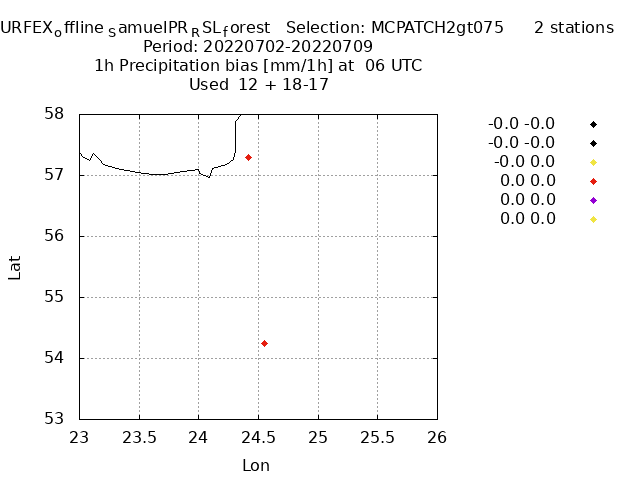 URFEXoffline SSamuelPRRRSLforest Selection: MCPATCH2gt075 2 stations
Period: 20220702-20220709
1h Precipitation bias [mm/1h] at 06 UTC
Used 12 + 18-17
-0.0 -0.0
-0.0 -0.0
-0.0 0.0
0.0 0.0
0.0 0.0
0.0 0.0
58
57
56
55
54
53
Lat
23 23.5 24 24.5 25 25.5 26
Lon